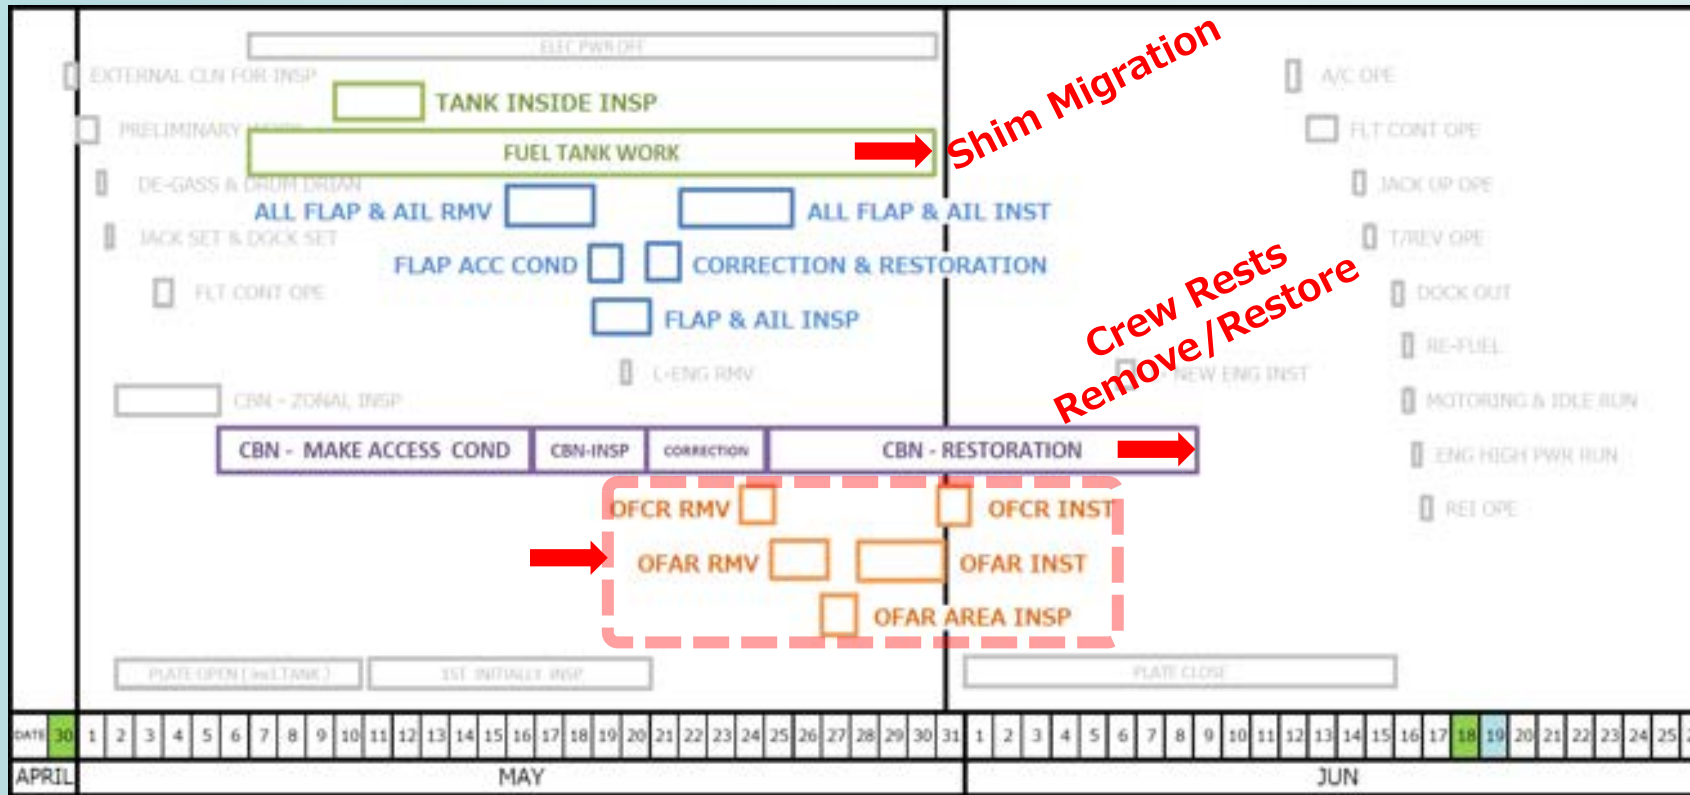 ELEC PWR OFF
EXTERNAL CLN FOR INSP
TANK INSIDE INSP
Shim Migration
A/C OPE
PRELIMINARY
FUEL TANK WORK
FLT CONT OPE
DE-GASS & DRUM DRIAN
JACK UP OPE
ALL FLAP & AIL RMV
ALL FLAP & AIL INST
JACK SET & DOCK SET
T/REV OPE
FLAP ACC COND
CORRECTION & RESTORATION
FLT CONT OPE
DOCK OUT
FLAP & AIL INSP
Crew Rests
Remove/Restore
RE-FUEL
L-ENG RMV
NEW ENG INST
CBN - ZONAL INSP
MOTORING & IDLE RUN
CBN - MAKE ACCESS COND
CBN-INSP
CORRECTION
CBN - RESTORATION
ENG HIGH PWR RUN
OFCR RMV
OFCR INST
REI OPE
OFAR RMV
OFAR INST
OFAR AREA INSP
PLATE OPEN ( incl.TANK )
1ST INITIALLY INSP
PLATE CLOSE
DATE 30 1 2 3 4 5 6 7 8 9 10 11 12 13 14 15 16 17 18 19 20 21 22 23 24 25 26 27 28 29 30 31 1 2 3 4 5 6 7 8 9 10 11 12 13 14 15 16 17 18 19 20 21 22 23 24 25
APRIL MAY JUN